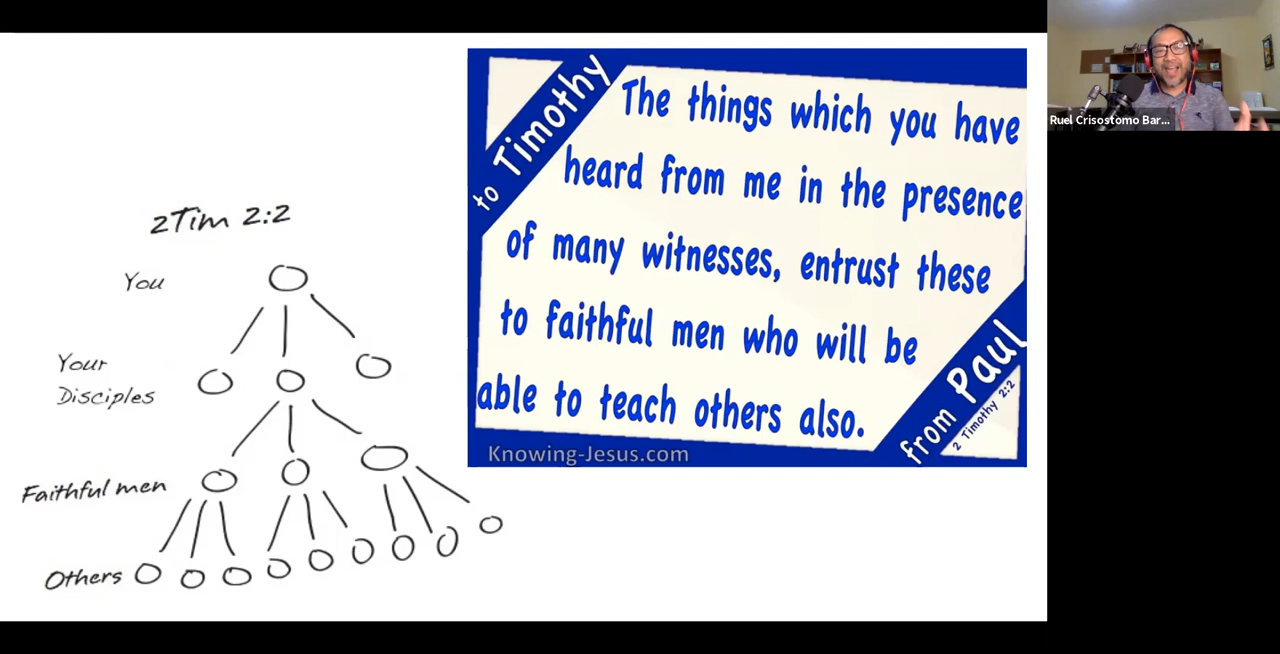 2Tim 2:2
You
Your
Disciples
Faithful men
Others
to Timothy
The things which you have
heard from me in the presence
of many witnesses, entrust these
to faithful men who will be
able to teach others also.
from Paul
2 Timothy 2:2
Knowing-Jesus.com
Ruel Crisostomo Bar...